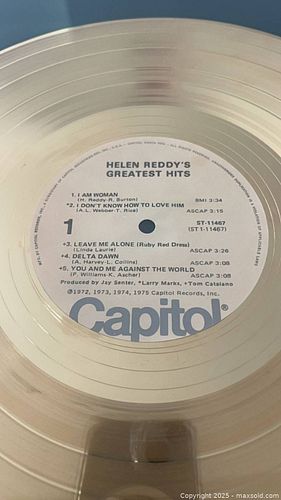 HELEN REDDY'S
GREATEST HITS
1. I AM WOMAN
(H. Reddy-R. Burton) BMI 3:34
*2. I DON'T KNOW HOW TO LOVE HIM
(A.L. Webber-T. Rice) ASCAP 3:15
1
ST-11467
(ST1-11467)
+3. LEAVE ME ALONE (Ruby Red Dress)
(Linda Laurie) ASCAP 3:26
+4. DELTA DAWN
(A. Harvey-L. Collins) ASCAP 3:08
+5. YOU AND ME AGAINST THE WORLD
(P. Williams-K. Ascher) ASCAP 3:08
Produced by Jay Senter, *Larry Marks, +Tom Catalano
℗1972, 1973, 1974, 1975 Capitol Records, Inc.
Capitol®
Copyright 2025 - maxsold.com